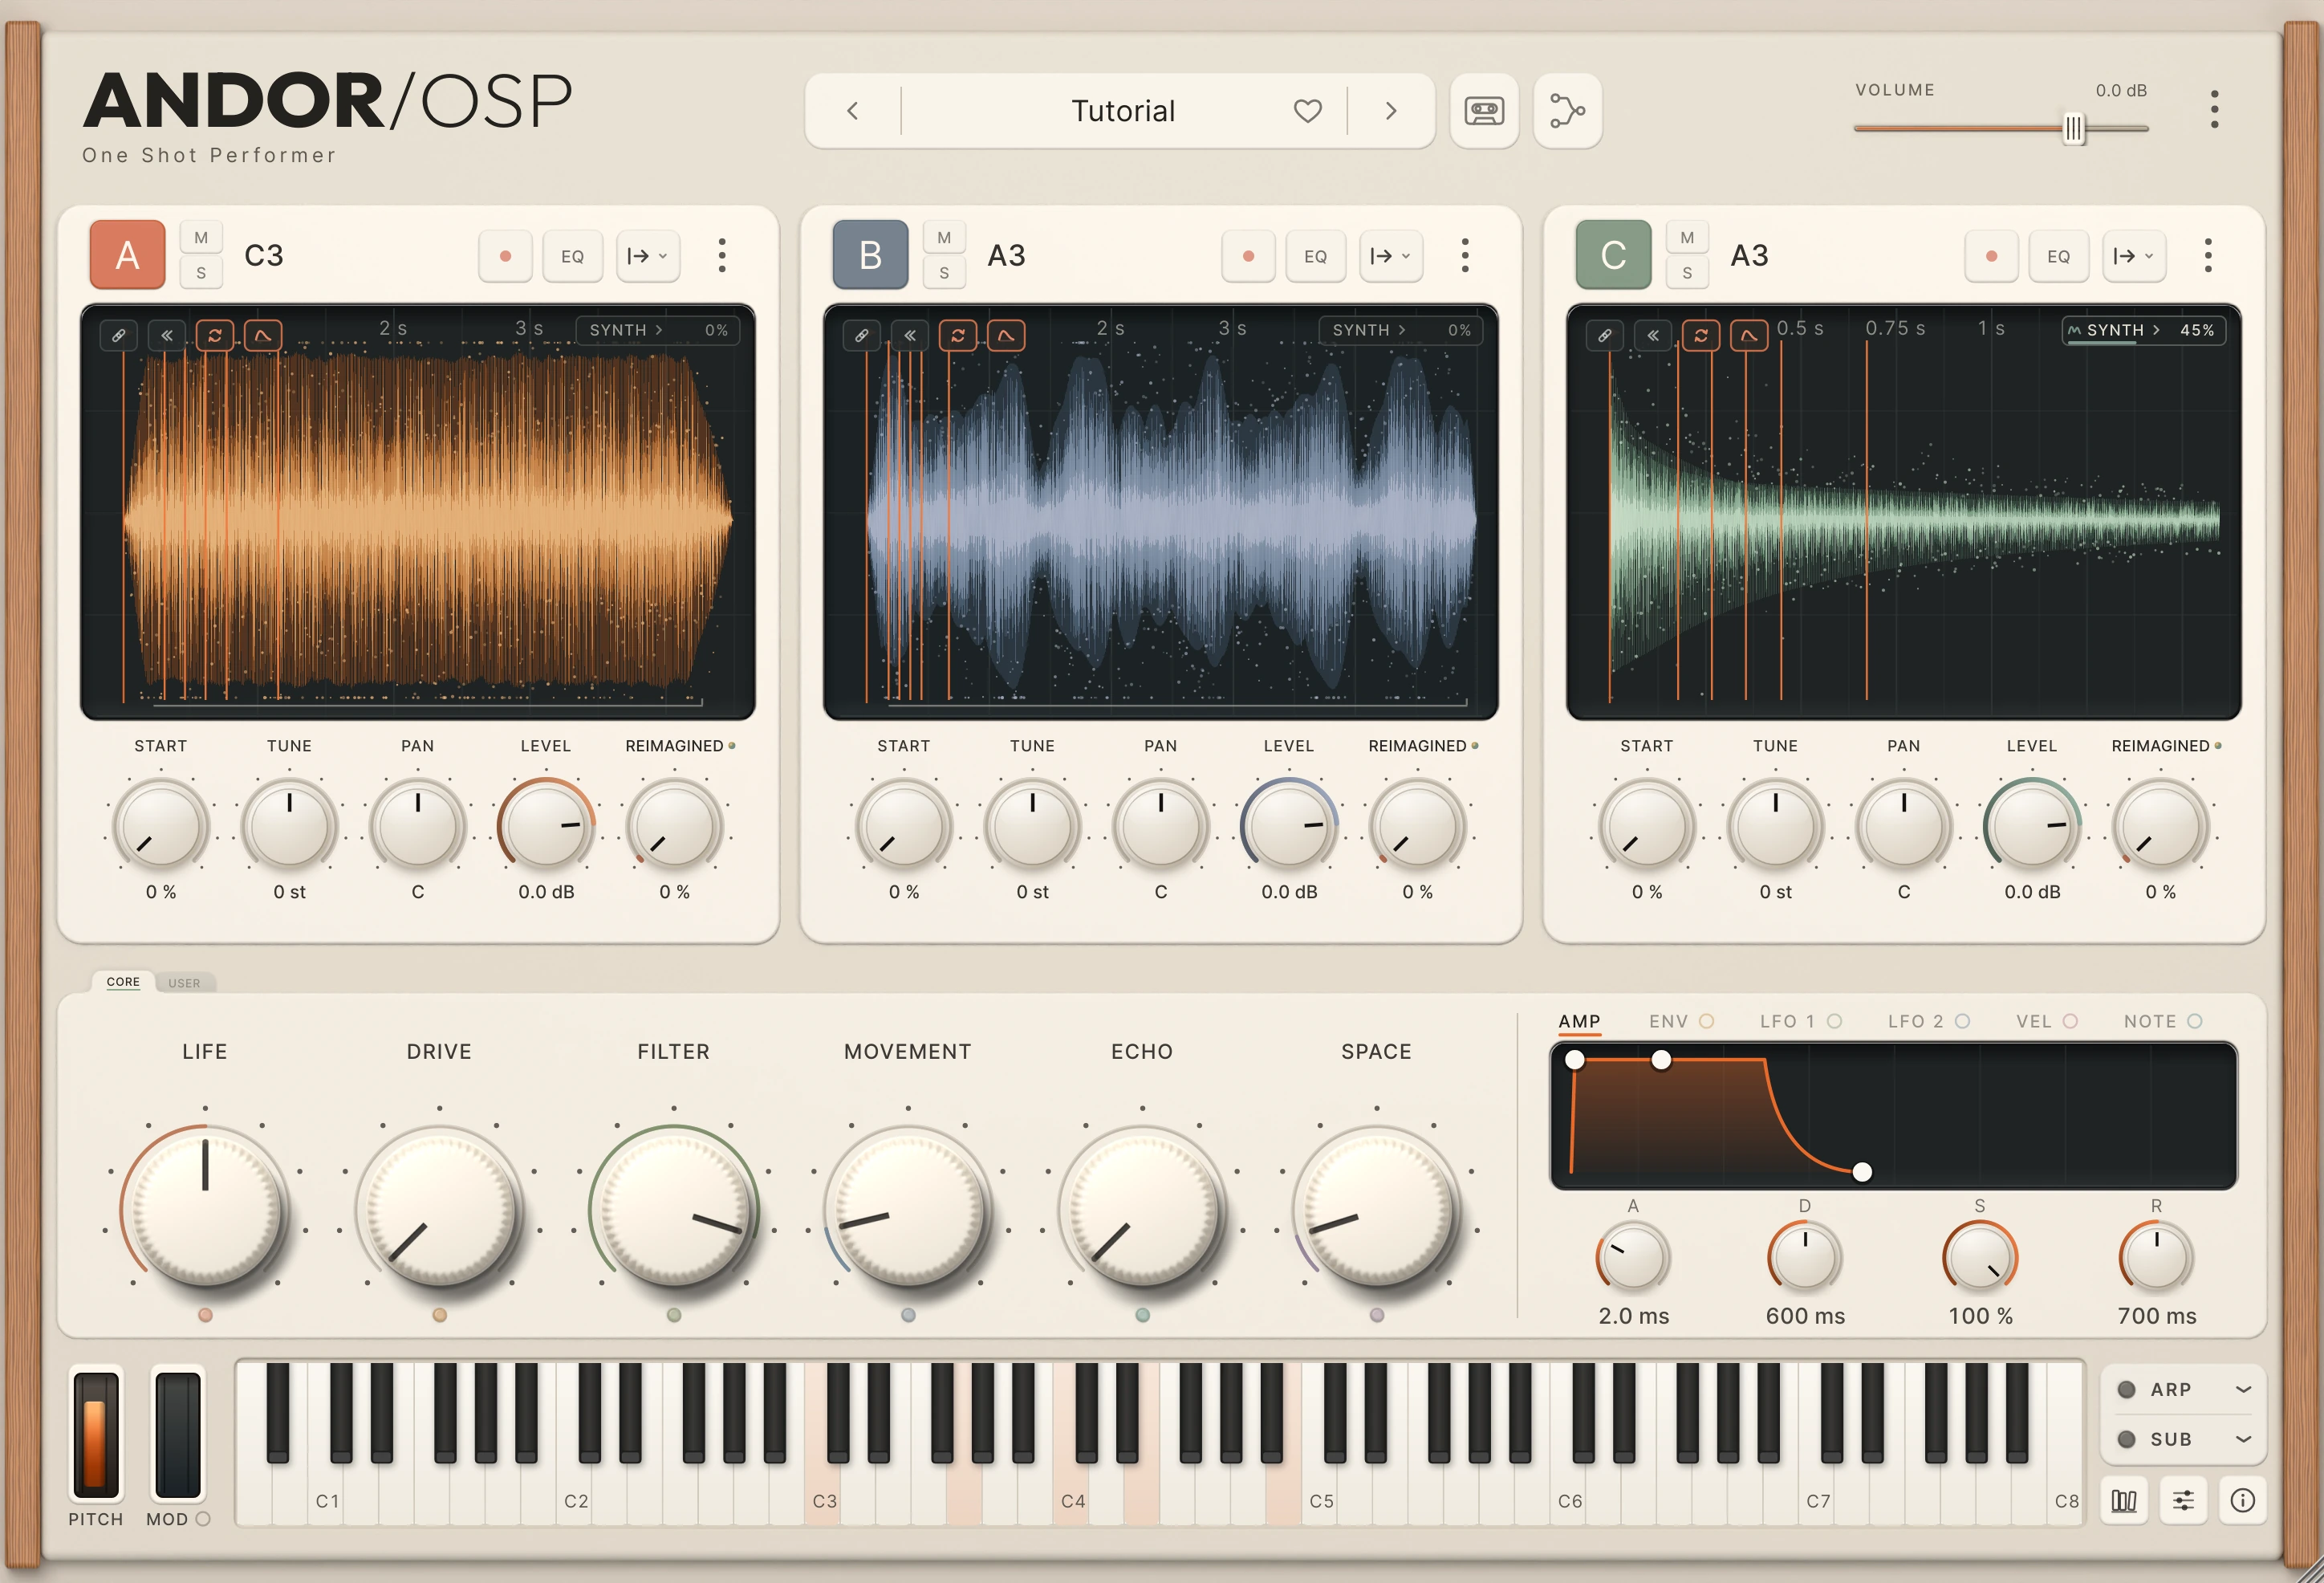 ANDOR/OSP
One Shot Performer
Tutorial
VOLUME 0.0 dB
A M S C3 EQ
B M S A3 EQ
C M S A3 EQ
2 s 3 s SYNTH > 0%
2 s 3 s SYNTH > 0%
0.5 s 0.75 s 1 s SYNTH > 45%
START TUNE PAN LEVEL REIMAGINED
0 % 0 st C 0.0 dB 0 %
START TUNE PAN LEVEL REIMAGINED
0 % 0 st C 0.0 dB 0 %
START TUNE PAN LEVEL REIMAGINED
0 % 0 st C 0.0 dB 0 %
CORE USER
LIFE DRIVE FILTER MOVEMENT ECHO SPACE
AMP ENV LFO 1 LFO 2 VEL NOTE
A D S R
2.0 ms 600 ms 100 % 700 ms
PITCH MOD
C1 C2 C3 C4 C5 C6 C7 C8
ARP
SUB